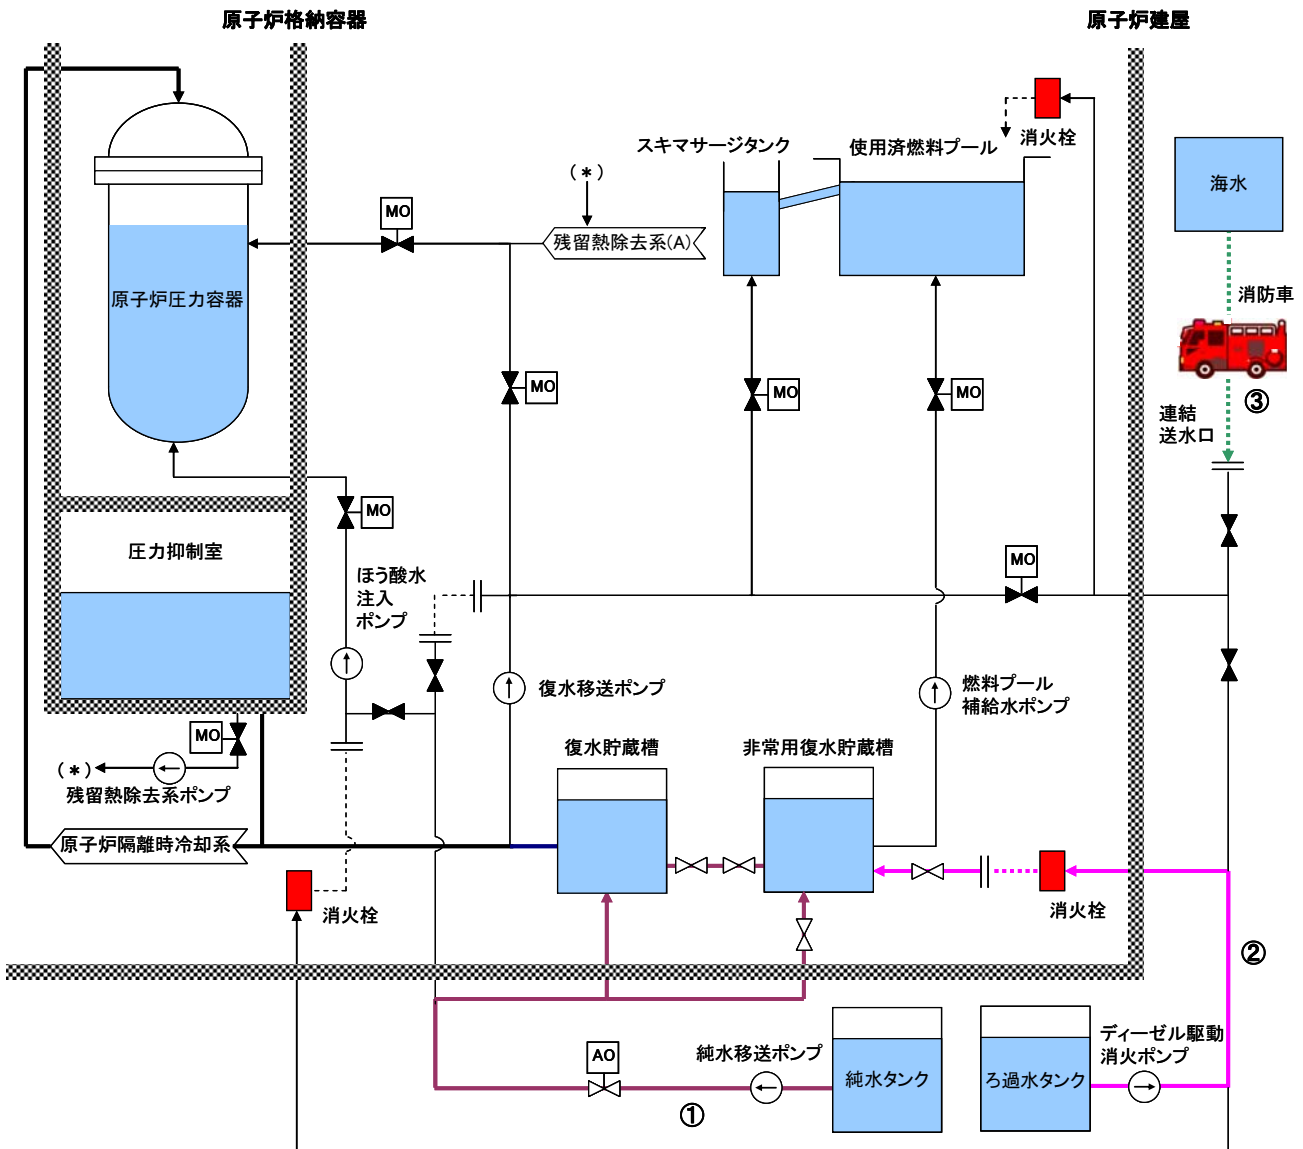 原子炉格納容器
原子炉建屋
消火栓
スキマサージタンク
使用済燃料プール
(＊)
海水
MO
残留熱除去系(A)
原子炉圧力容器
消防車
MO
MO
MO
③
連結
送水口
MO
圧力抑制室
MO
ほう酸水
注入
ポンプ
復水移送ポンプ
燃料プール
補給水ポンプ
MO
(＊)
残留熱除去系ポンプ
復水貯蔵槽
非常用復水貯蔵槽
原子炉隔離時冷却系
消火栓
消火栓
②
純水移送ポンプ
ディーゼル駆動
消火ポンプ
AO
純水タンク
ろ過水タンク
①